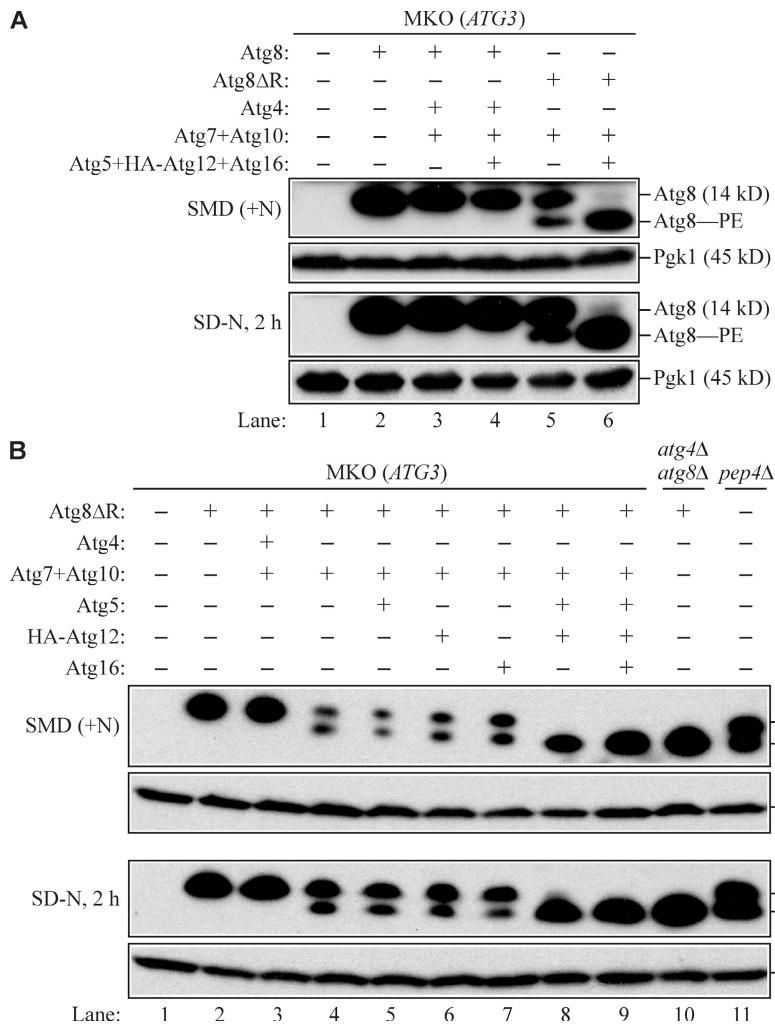 A
MKO (ATG3)
Atg8: – + + + – –
Atg8ΔR: – – – – + +
Atg4: – – + + – –
Atg7+Atg10: – – + + + +
Atg5+HA-Atg12+Atg16: – – – + – +
SMD (+N)
Atg8 (14 kD)
Atg8—PE
Pgk1 (45 kD)
SD-N, 2 h
Atg8 (14 kD)
Atg8—PE
Pgk1 (45 kD)
Lane: 1 2 3 4 5 6
B
MKO (ATG3)
atg4Δ
atg8Δ
pep4Δ
Atg8ΔR: – + + + + + + + + + –
Atg4: – – + – – – – – – – –
Atg7+Atg10: – – + + + + + + + – –
Atg5: – – – – + – – + + – –
HA-Atg12: – – – – – + – + + – –
Atg16: – – – – – – + – + – –
SMD (+N)
SD-N, 2 h
Lane: 1 2 3 4 5 6 7 8 9 10 11